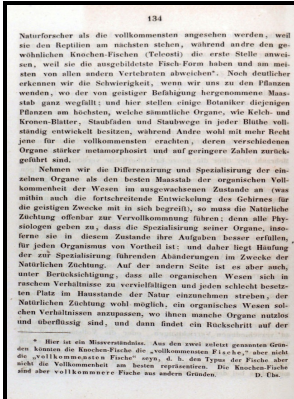 134
Naturforscher als die vollkommensten angesehen werden, weil
sie den Reptilien am nächsten stehen, während andre den ge-
wöhnlichen Knochen-Fischen (Teleosti) die erste Stelle anwei-
sen, weil sie die ausgebildetste Fisch-Form haben und am mei-
sten von allen andern Vertebraten abweichen*. Noch deutlicher
erkennen wir die Schwierigkeit, wenn wir uns zu den Pflanzen
wenden, wo der von geistiger Befähigung hergenommene Maas-
stab ganz wegfällt; und hier stellen einige Botaniker diejenigen
Pflanzen am höchsten, welche sämmtliche Organe, wie Kelch- und
Kronen-Blätter, Staubfäden und Staubwege in jeder Blüthe voll-
ständig entwickelt besitzen, während Andre wohl mit mehr Recht
jene für die vollkommensten erachten, deren verschiedenen
Organe stärker metamorphosirt und auf geringere Zahlen zurück-
geführt sind.
Nehmen wir die Differenzirung und Spezialisirung der ein-
zelnen Organe als den besten Maasstab der organischen Voll-
kommenheit der Wesen im ausgewachsenen Zustande an (was
mithin auch die fortschreitende Entwickelung des Gehirnes für
die geistigen Zwecke mit in sich begreift), so muss die Natürliche
Züchtung offenbar zur Vervollkommnung führen; denn alle Phy-
siologen geben zu, dass die Spezialisirung seiner Organe, inso-
ferne sie in diesem Zustande ihre Aufgaben besser erfüllen,
für jeden Organismus von Vortheil ist; und daher liegt Häufung
der zur Spezialisirung führenden Abänderungen im Zwecke der
Natürlichen Züchtung. Auf der andern Seite ist es aber auch,
unter Berücksichtigung, dass alle organischen Wesen sich in
raschem Verhältnisse zu vervielfältigen und jeden schlecht besetz-
ten Platz im Haustande der Natur einzunehmen streben, der
Natürlichen Züchtung wohl möglich, ein organisches Wesen sol-
chen Verhältnissen anzupassen, wo ihnen manche Organe nutzlos
und überflüssig sind, und dann findet ein Rückschritt auf der
* Hier ist ein Missverständniss. Aus den zwei zuletzt genannten Grün-
den könnten die Knochen-Fische die „vollkommensten Fische,“ aber nicht
die „vollkommensten Fische“ seyn, d. h. den Typus der Fische aber
nicht die Vollkommenheit am besten repräsentiren. Die Knochen-Fische
sind aber vollkommnere Fische aus andern Gründen. D. Übs.